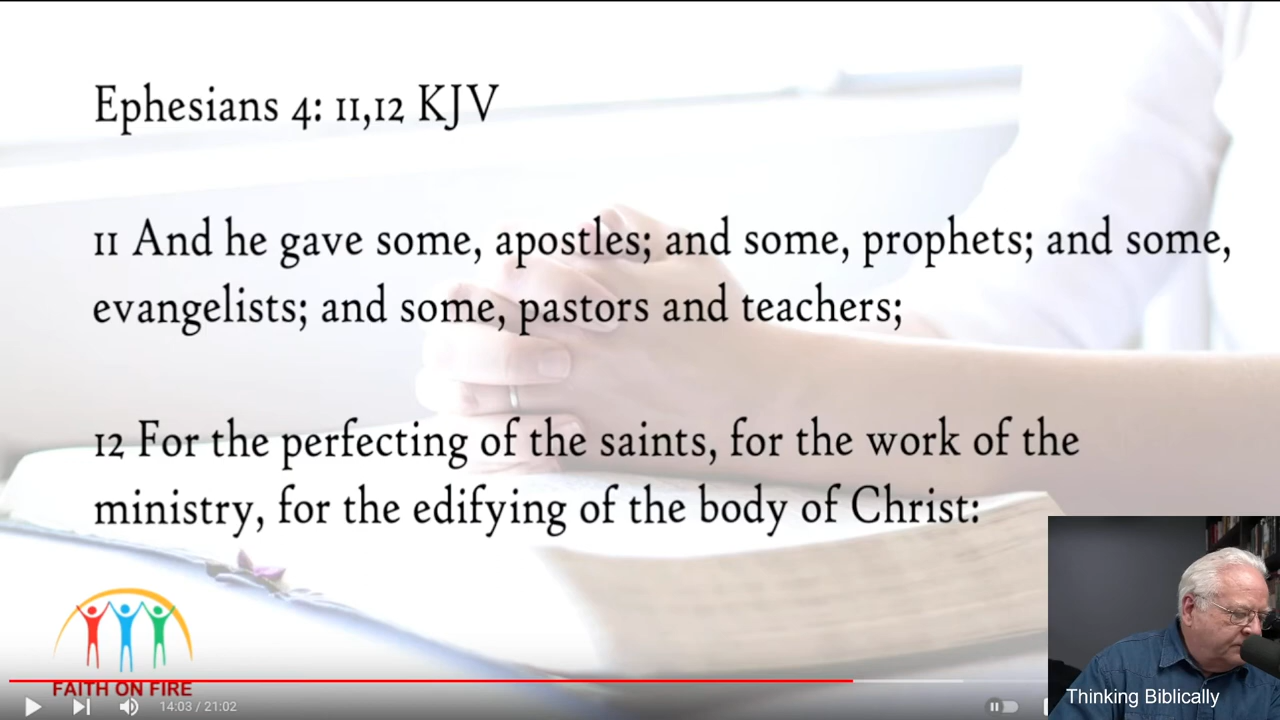 Ephesians 4: 11,12 KJV
11 And he gave some, apostles; and some, prophets; and some,
evangelists; and some, pastors and teachers;
12 For the perfecting of the saints, for the work of the
ministry, for the edifying of the body of Christ:
FAITH ON FIRE
14:03 / 21:02
Thinking Biblically